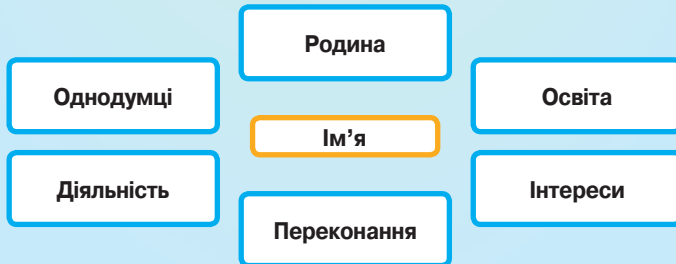 Родина
Однодумці
Освіта
Ім’я
Діяльність
Інтереси
Переконання